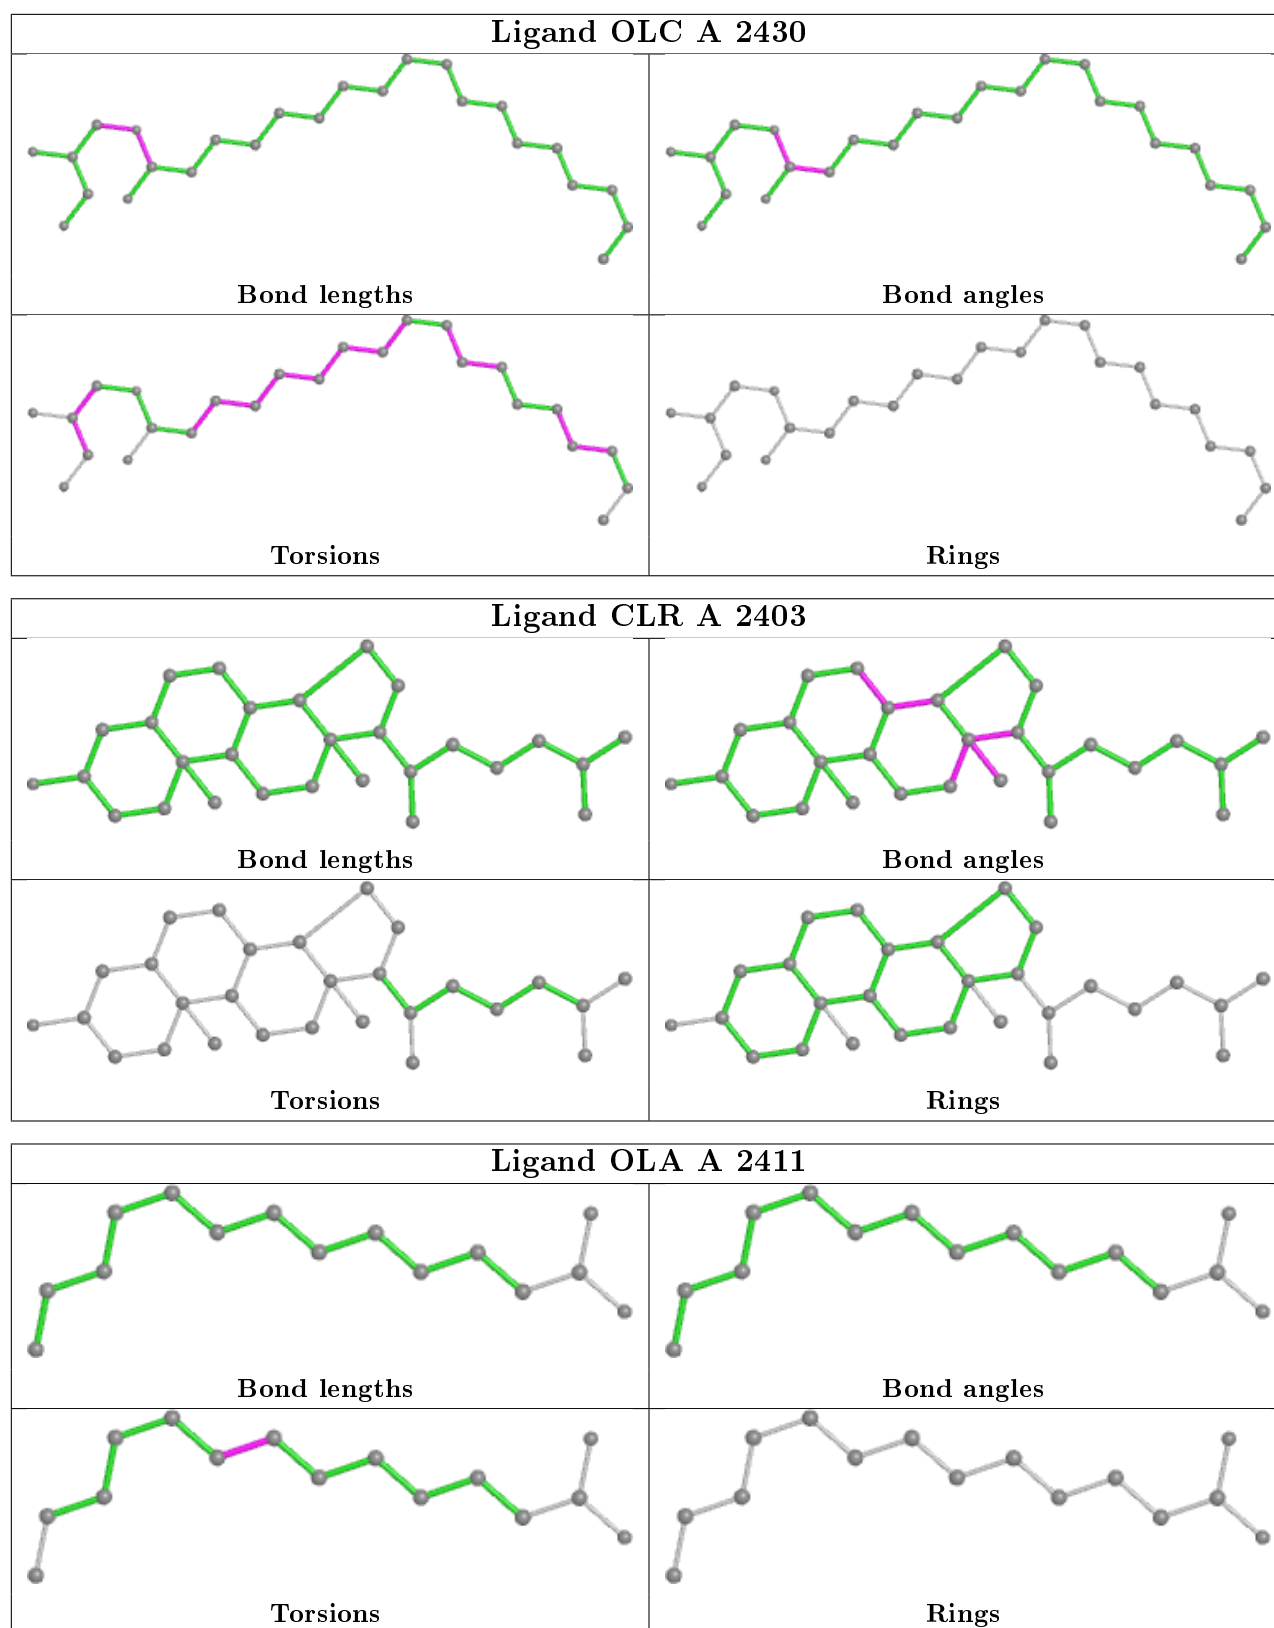 Ligand OLC A 2430
Bond lengths
Bond angles
Torsions
Rings
Ligand CLR A 2403
Bond lengths
Bond angles
Torsions
Rings
Ligand OLA A 2411
Bond lengths
Bond angles
Torsions
Rings